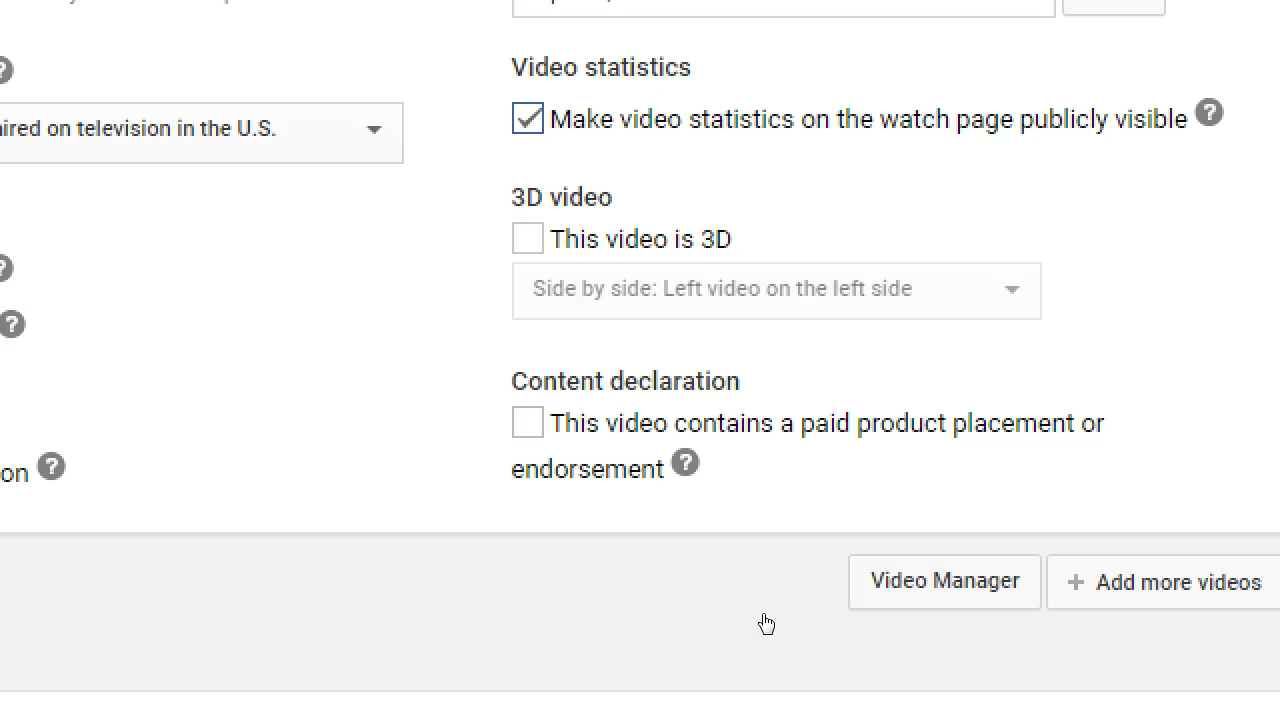 Video statistics
Make video statistics on the watch page publicly visible
aired on television in the U.S.
3D video
This video is 3D
Side by side: Left video on the left side
Content declaration
This video contains a paid product placement or
on
endorsement
Video Manager
+ Add more videos